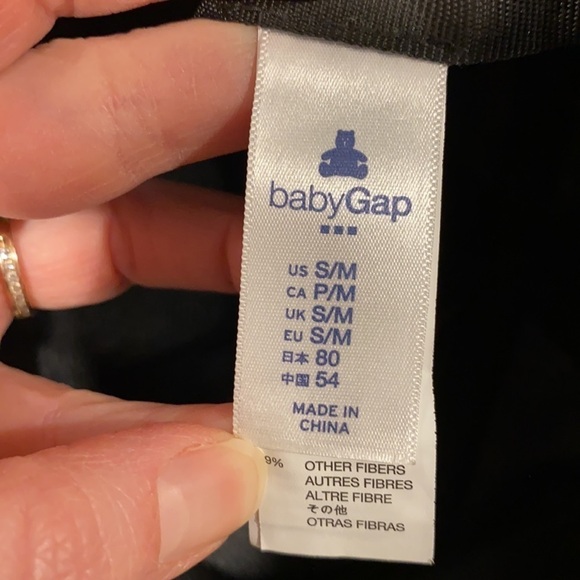 babyGap
US S/M
CA P/M
UK S/M
EU S/M
日本 80
中国 54
MADE IN
CHINA
9% OTHER FIBERS
AUTRES FIBRES
ALTRE FIBRE
その他
OTRAS FIBRAS